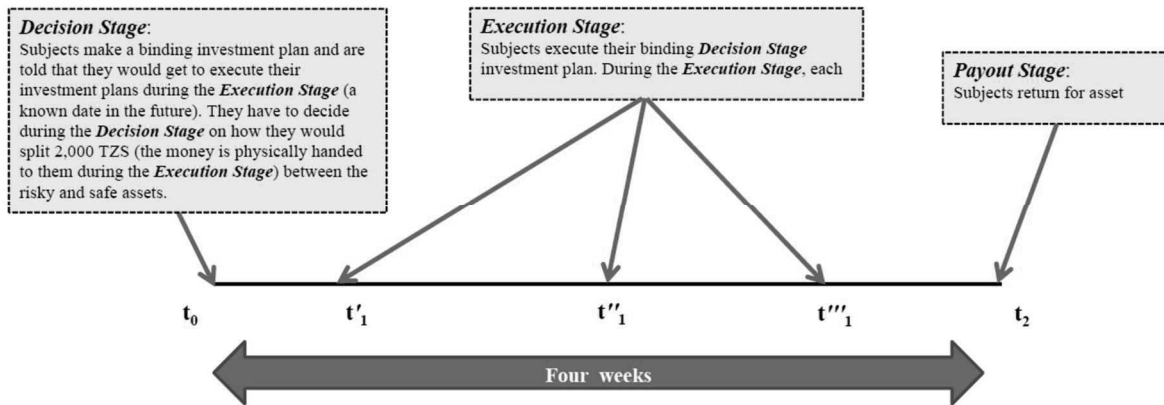 Decision Stage:
Subjects make a binding investment plan and are
told that they would get to execute their
investment plans during the Execution Stage (a
known date in the future). They have to decide
during the Decision Stage on how they would
split 2,000 TZS (the money is physically handed
to them during the Execution Stage) between the
risky and safe assets.
Execution Stage:
Subjects execute their binding Decision Stage
investment plan. During the Execution Stage, each
Payout Stage:
Subjects return for asset
t₀
t'₁
t''₁
t'''₁
t₂
Four weeks